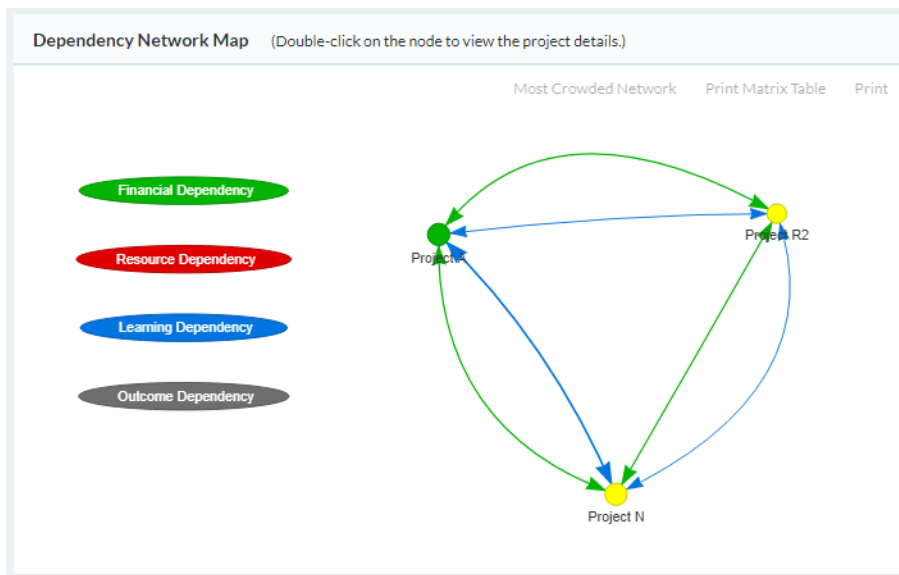 Dependency Network Map (Double-click on the node to view the project details.)
Most Crowded Network Print Matrix Table Print
Financial Dependency
Resource Dependency
Learning Dependency
Outcome Dependency
Project A
Project R2
Project N